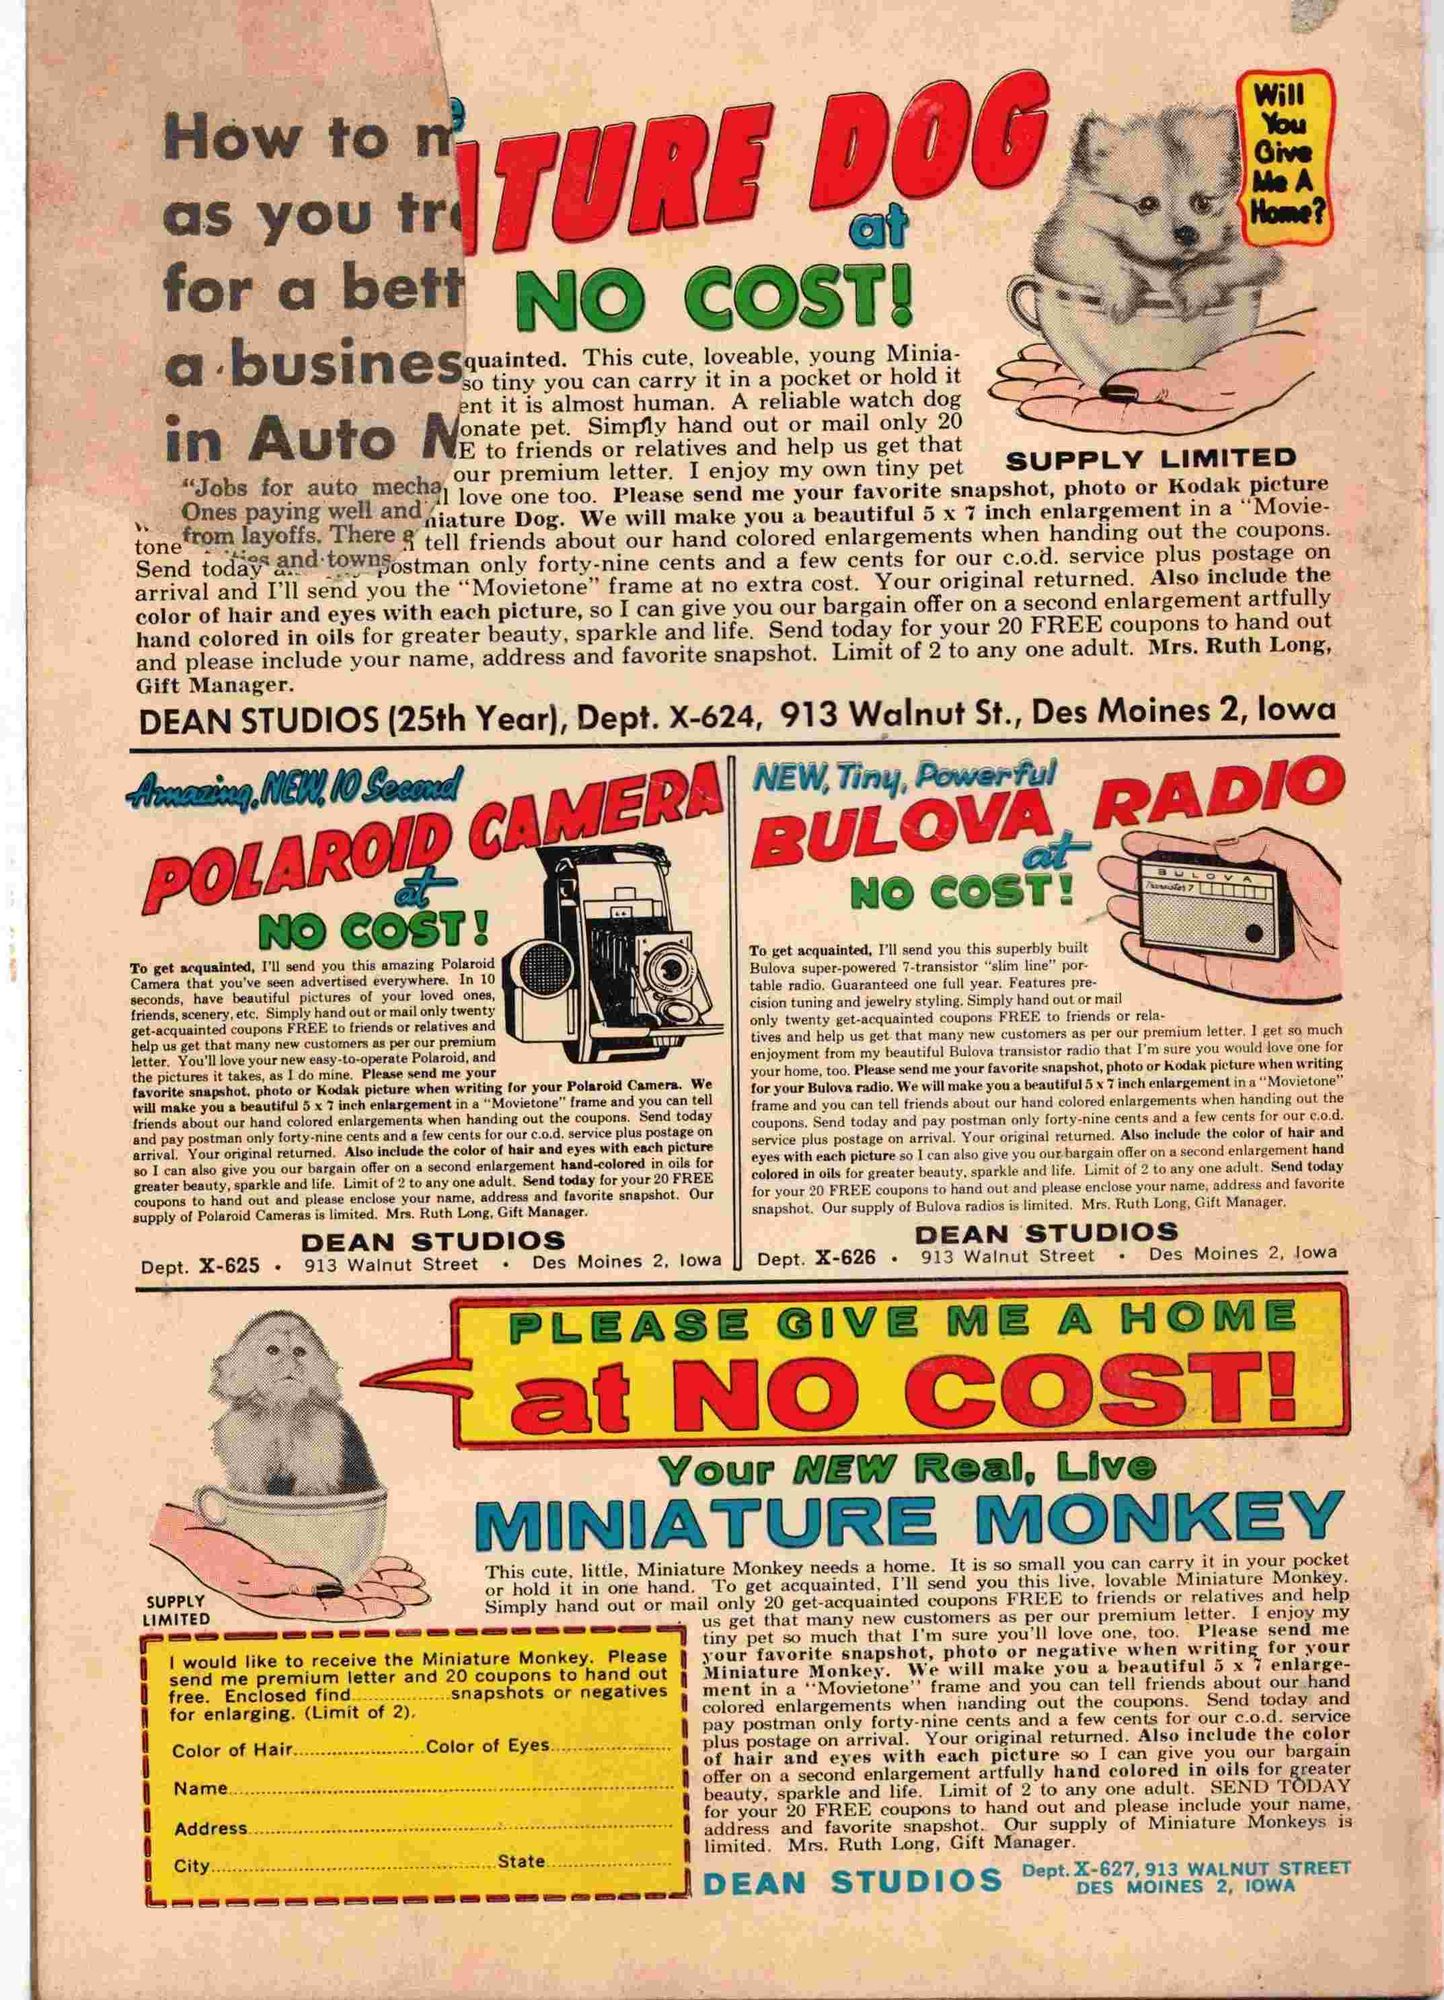 How to m
as you tr
for a bett
a busines
in Auto
"Jobs for auto mecha
Ones paying well and
from layoffs. There
and towns
TURE DOG
at
NO COST!
Will
You
Give
Me A
Home?
quainted. This cute, loveable, young Minia-
so tiny you can carry it in a pocket or hold it
ent it is almost human. A reliable watch dog
onate pet. Simply hand out or mail only 20
E to friends or relatives and help us get that
our premium letter. I enjoy my own tiny pet
SUPPLY LIMITED
l love one too. Please send me your favorite snapshot, photo or Kodak picture
niature Dog. We will make you a beautiful 5 x 7 inch enlargement in a "Movie-
tone tell friends about our hand colored enlargements when handing out the coupons.
Send today postman only forty-nine cents and a few cents for our c.o.d. service plus postage on
arrival and I'll send you the "Movietone" frame at no extra cost. Your original returned. Also include the
color of hair and eyes with each picture, so I can give you our bargain offer on a second enlargement artfully
hand colored in oils for greater beauty, sparkle and life. Send today for your 20 FREE coupons to hand out
and please include your name, address and favorite snapshot. Limit of 2 to any one adult. Mrs. Ruth Long,
Gift Manager.
DEAN STUDIOS (25th Year), Dept. X-624, 913 Walnut St., Des Moines 2, Iowa
Amazing, NEW, 10 Second
POLAROID CAMERA
at
NO COST!
To get acquainted, I'll send you this amazing Polaroid
Camera that you've seen advertised everywhere. In 10
seconds, have beautiful pictures of your loved ones,
friends, scenery, etc. Simply hand out or mail only twenty
get-acquainted coupons FREE to friends or relatives and
help us get that many new customers as per our premium
letter. You'll love your new easy-to-operate Polaroid, and
the pictures it takes, as I do mine. Please send me your
favorite snapshot, photo or Kodak picture when writing for your Polaroid Camera. We
will make you a beautiful 5 x 7 inch enlargement in a "Movietone" frame and you can tell
friends about our hand colored enlargements when handing out the coupons. Send today
and pay postman only forty-nine cents and a few cents for our c.o.d. service plus postage on
arrival. Your original returned. Also include the color of hair and eyes with each picture
so I can also give you our bargain offer on a second enlargement hand-colored in oils for
greater beauty, sparkle and life. Limit of 2 to any one adult. Send today for your 20 FREE
coupons to hand out and please enclose your name, address and favorite snapshot. Our
supply of Polaroid Cameras is limited. Mrs. Ruth Long, Gift Manager.
DEAN STUDIOS
Dept. X-625 • 913 Walnut Street • Des Moines 2, Iowa
NEW, Tiny, Powerful
BULOVA RADIO
at
NO COST!
BULOVA
Transistor 7
To get acquainted, I'll send you this superbly built
Bulova super-powered 7-transistor "slim line" por-
table radio. Guaranteed one full year. Features pre-
cision tuning and jewelry styling. Simply hand out or mail
only twenty get-acquainted coupons FREE to friends or rela-
tives and help us get that many new customers as per our premium letter. I get so much
enjoyment from my beautiful Bulova transistor radio that I'm sure you would love one for
your home, too. Please send me your favorite snapshot, photo or Kodak picture when writing
for your Bulova radio. We will make you a beautiful 5 x 7 inch enlargement in a "Movietone"
frame and you can tell friends about our hand colored enlargements when handing out the
coupons. Send today and pay postman only forty-nine cents and a few cents for our c.o.d.
service plus postage on arrival. Your original returned. Also include the color of hair and
eyes with each picture so I can also give you our bargain offer on a second enlargement hand
colored in oils for greater beauty, sparkle and life. Limit of 2 to any one adult. Send today
for your 20 FREE coupons to hand out and please enclose your name, address and favorite
snapshot. Our supply of Bulova radios is limited. Mrs. Ruth Long, Gift Manager.
DEAN STUDIOS
Dept. X-626 • 913 Walnut Street • Des Moines 2, Iowa
PLEASE GIVE ME A HOME
at NO COST!
Your NEW Real, Live
MINIATURE MONKEY
SUPPLY
LIMITED
This cute, little, Miniature Monkey needs a home. It is so small you can carry it in your pocket
or hold it in one hand. To get acquainted, I'll send you this live, lovable Miniature Monkey.
Simply hand out or mail only 20 get-acquainted coupons FREE to friends or relatives and help
us get that many new customers as per our premium letter. I enjoy my
tiny pet so much that I'm sure you'll love one, too. Please send me
your favorite snapshot, photo or negative when writing for your
Miniature Monkey. We will make you a beautiful 5 x 7 enlarge-
ment in a "Movietone" frame and you can tell friends about our hand
colored enlargements when handing out the coupons. Send today and
pay postman only forty-nine cents and a few cents for our c.o.d. service
plus postage on arrival. Your original returned. Also include the color
of hair and eyes with each picture so I can give you our bargain
offer on a second enlargement artfully hand colored in oils for greater
beauty, sparkle and life. Limit of 2 to any one adult. SEND TODAY
for your 20 FREE coupons to hand out and please include your name,
address and favorite snapshot. Our supply of Miniature Monkeys is
limited. Mrs. Ruth Long, Gift Manager.
DEAN STUDIOS Dept. X-627, 913 WALNUT STREET
DES MOINES 2, IOWA
I would like to receive the Miniature Monkey. Please
send me premium letter and 20 coupons to hand out
free. Enclosed find.................snapshots or negatives
for enlarging. (Limit of 2).
Color of Hair.......................Color of Eyes.....................
Name
Address
City State